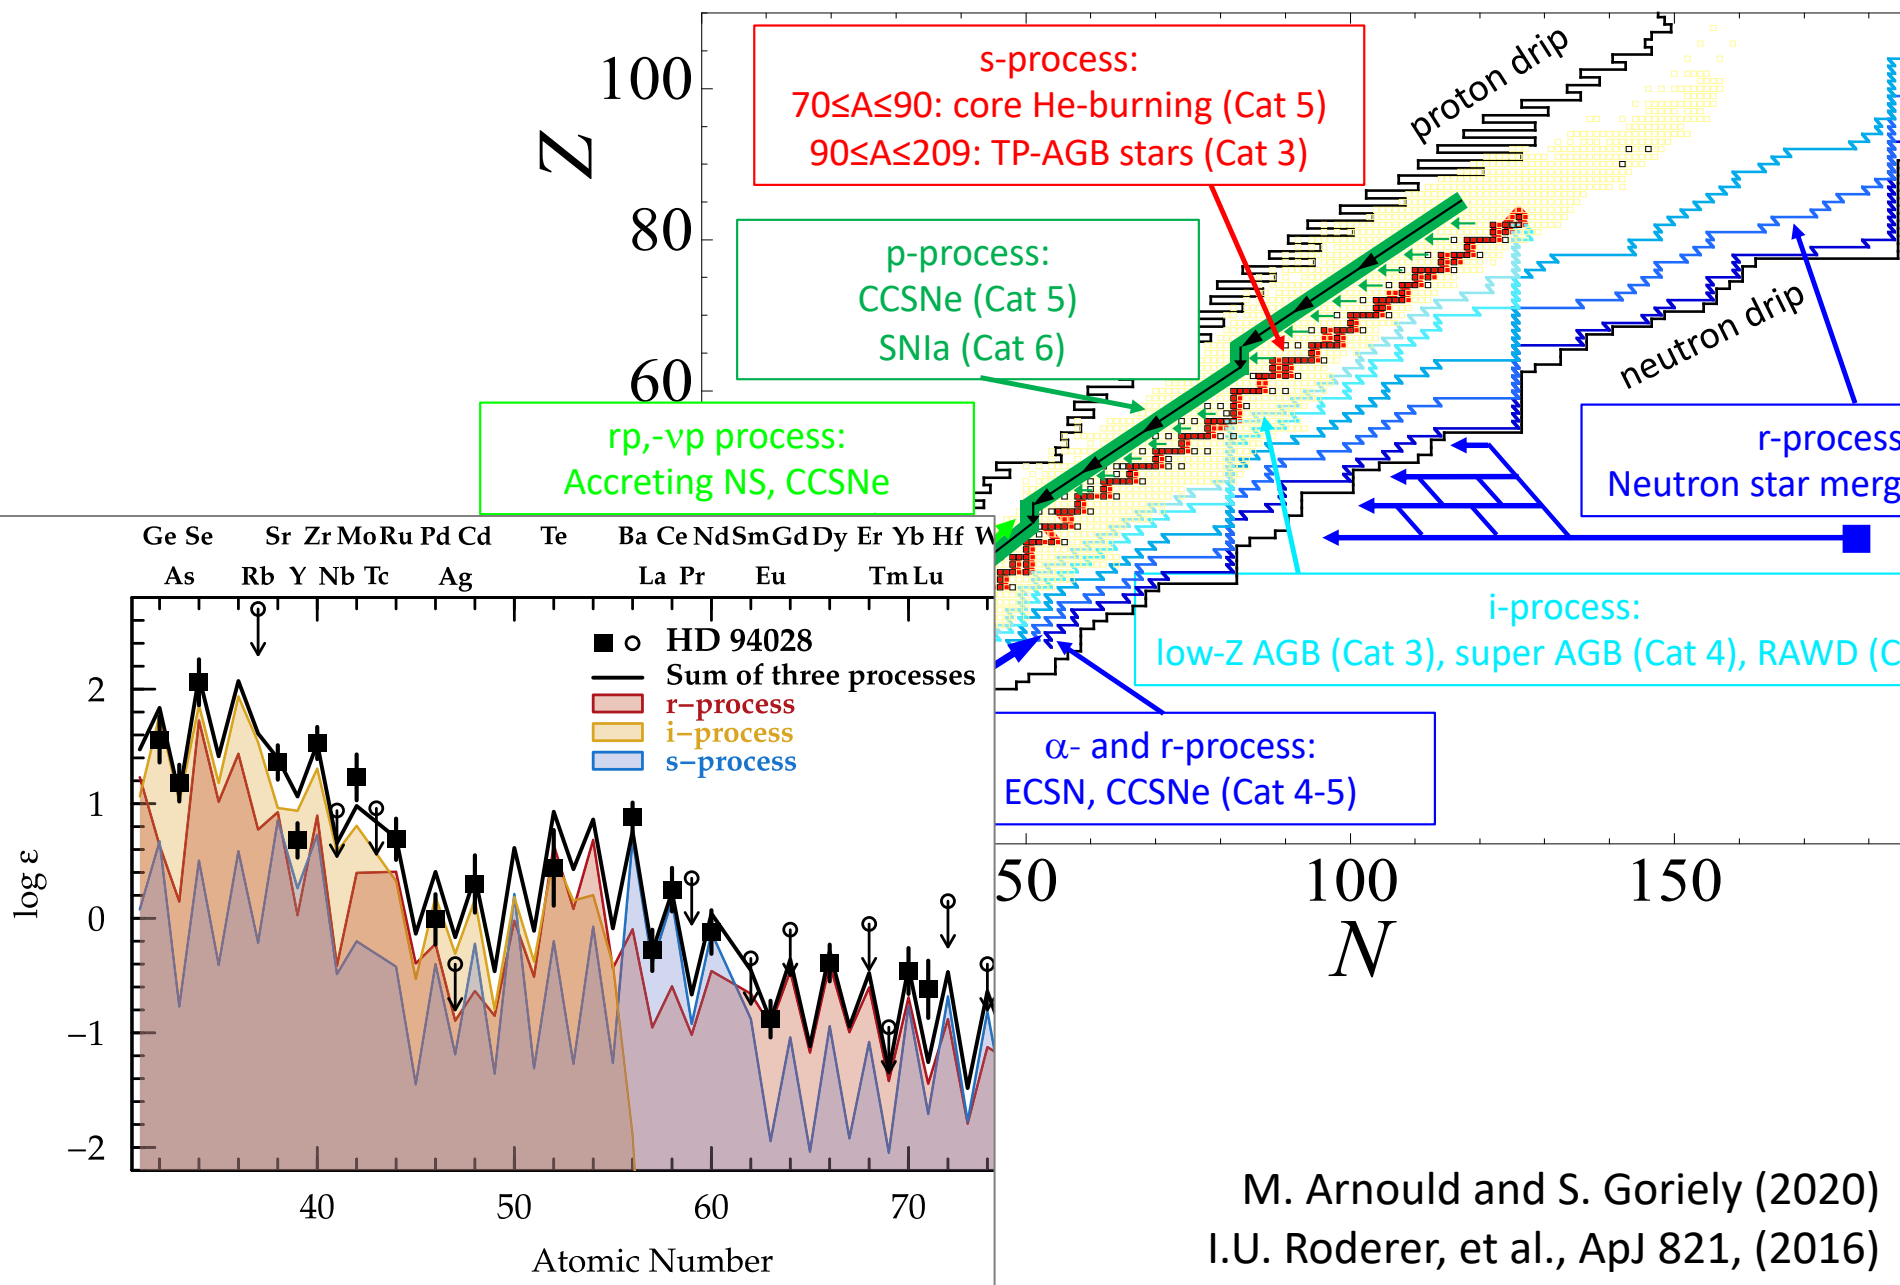 100
80
60
Z
s-process:
70≤A≤90: core He-burning (Cat 5)
90≤A≤209: TP-AGB stars (Cat 3)
proton drip
p-process:
CCSNe (Cat 5)
SNIa (Cat 6)
neutron drip
rp,-νp process:
Accreting NS, CCSNe
r-process
Neutron star merg
i-process:
low-Z AGB (Cat 3), super AGB (Cat 4), RAWD (C
α- and r-process:
ECSN, CCSNe (Cat 4-5)
50 100 150
N
Ge Se Sr Zr Mo Ru Pd Cd Te Ba Ce Nd Sm Gd Dy Er Yb Hf W
As Rb Y Nb Tc Ag La Pr Eu Tm Lu
HD 94028
Sum of three processes
r−process
i−process
s−process
log ε
2
1
0
−1
−2
40 50 60 70
Atomic Number
M. Arnould and S. Goriely (2020)
I.U. Roderer, et al., ApJ 821, (2016)